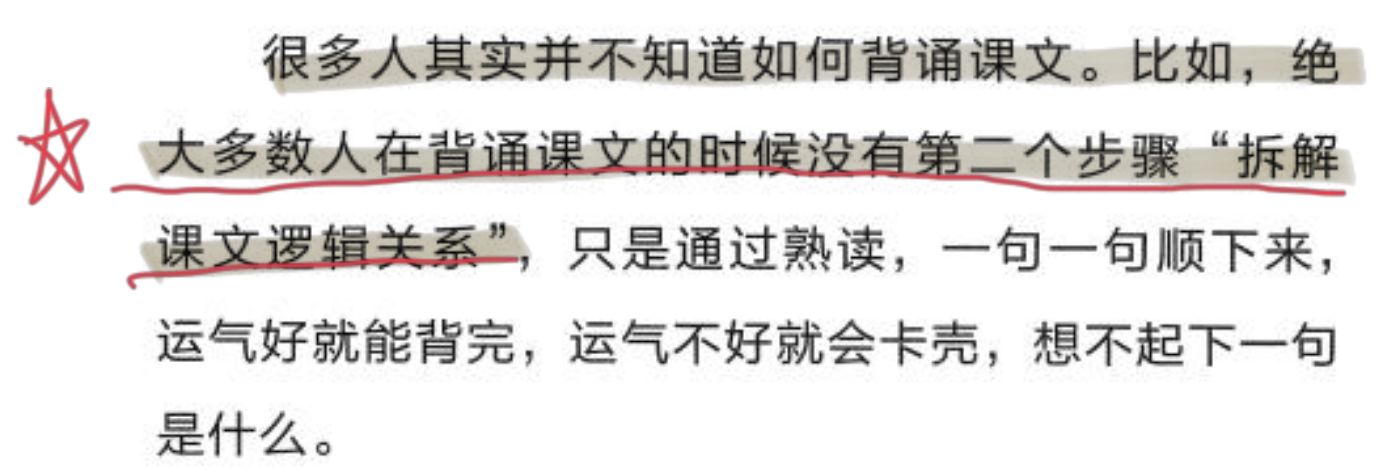 很多人其实并不知道如何背诵课文。比如，绝
大多数人在背诵课文的时候没有第二个步骤“拆解
课文逻辑关系”，只是通过熟读，一句一句顺下来，
运气好就能背完，运气不好就会卡壳，想不起下一句
是什么。